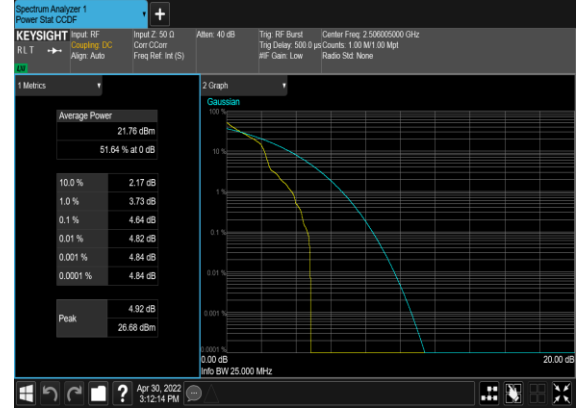 Spectrum Analyzer 1
Power Stat CCDF
KEYSIGHT
RLT
Input: RF
Coupling: DC
Align: Auto
Input Z: 50 Ω
Corr CCorr
Freq Ref: Int (S)
Atten: 40 dB
Trig: RF Burst
Trig Delay: 500.0 µs
#IF Gain: Low
Center Freq: 2.506005000 GHz
Counts: 1.00 M/1.00 Mpt
Radio Std: None
1 Metrics
Average Power
21.76 dBm
51.64 % at 0 dB
10.0 % 2.17 dB
1.0 % 3.73 dB
0.1 % 4.64 dB
0.01 % 4.82 dB
0.001 % 4.84 dB
0.0001 % 4.84 dB
Peak
4.92 dB
26.68 dBm
2 Graph
Gaussian
100 %
10 %
1 %
0.1 %
0.01 %
0.001 %
0.0001 %
0.00 dB 20.00 dB
Info BW 25.000 MHz
?
Apr 30, 2022
3:12:14 PM